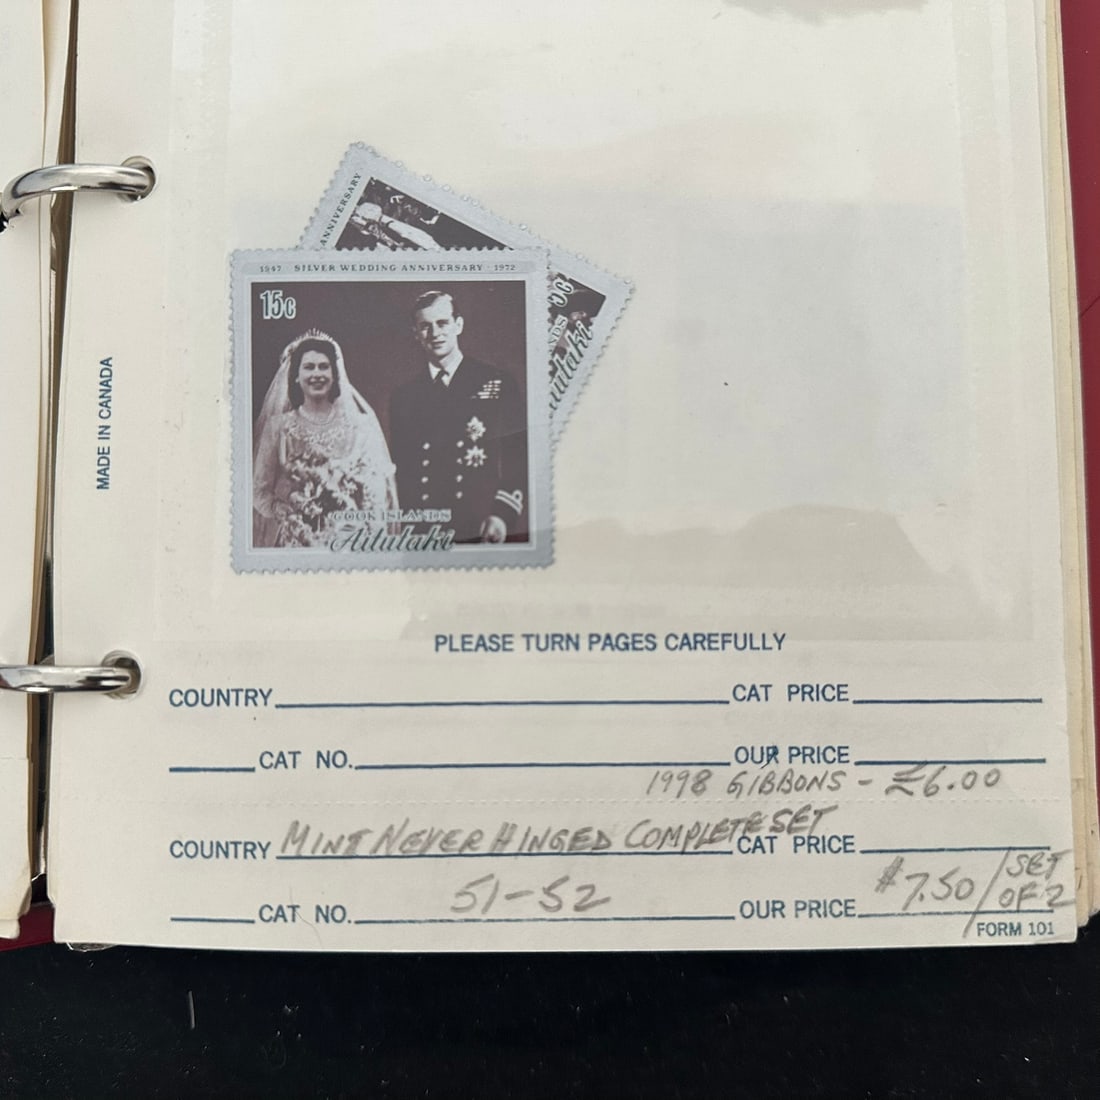 ANNIVERSARY
1947 SILVER WEDDING ANNIVERSARY · 1972
15c
COOK ISLANDS
Aitutaki
MADE IN CANADA
PLEASE TURN PAGES CAREFULLY
COUNTRY CAT PRICE
CAT NO. OUR PRICE
1998 GIBBONS - £6.00
COUNTRY MINT NEVER HINGED COMPLETE SET CAT PRICE
CAT NO. 51-52 OUR PRICE $7.50/SET OF 2
FORM 101